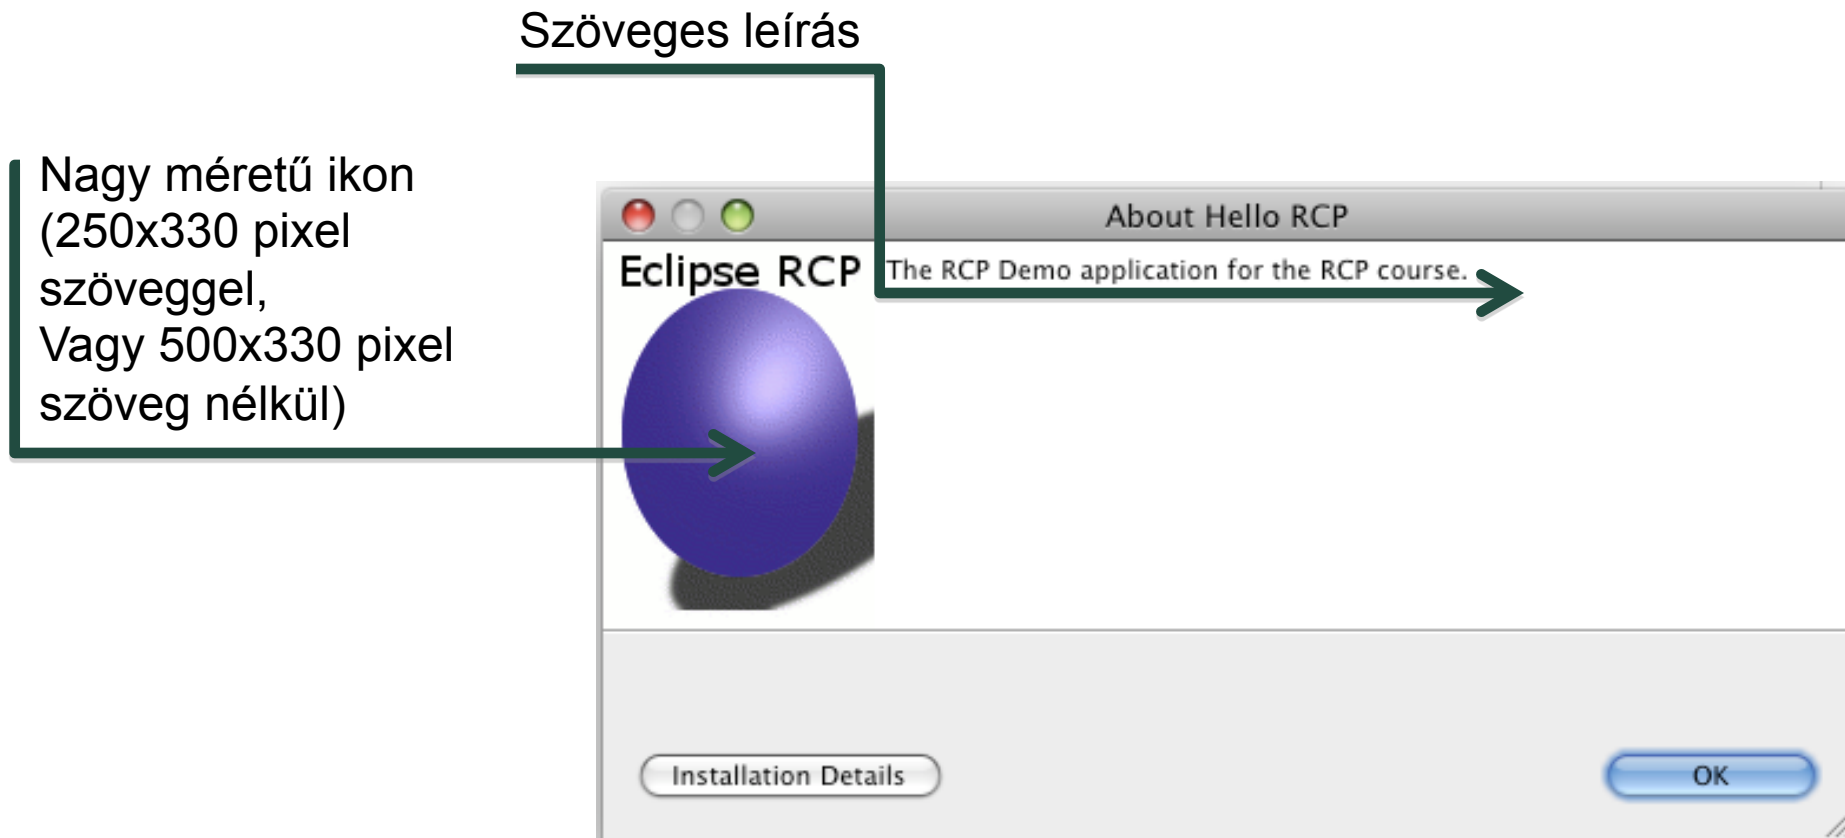 Szöveges leírás
Nagy méretű ikon
(250x330 pixel
szöveggel,
Vagy 500x330 pixel
szöveg nélkül)
About Hello RCP
Eclipse RCP
The RCP Demo application for the RCP course.
Installation Details
OK